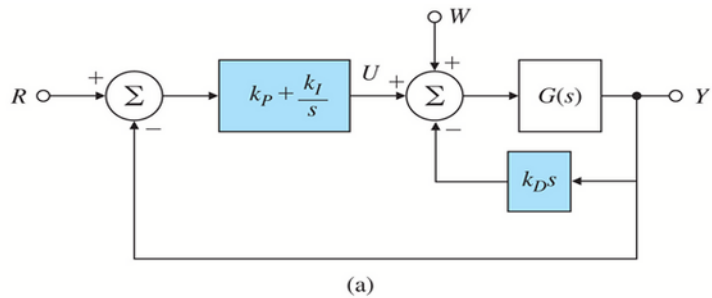 W
R + Σ − k_P + k_I/s U + + Σ − G(s) Y
k_D s
(a)